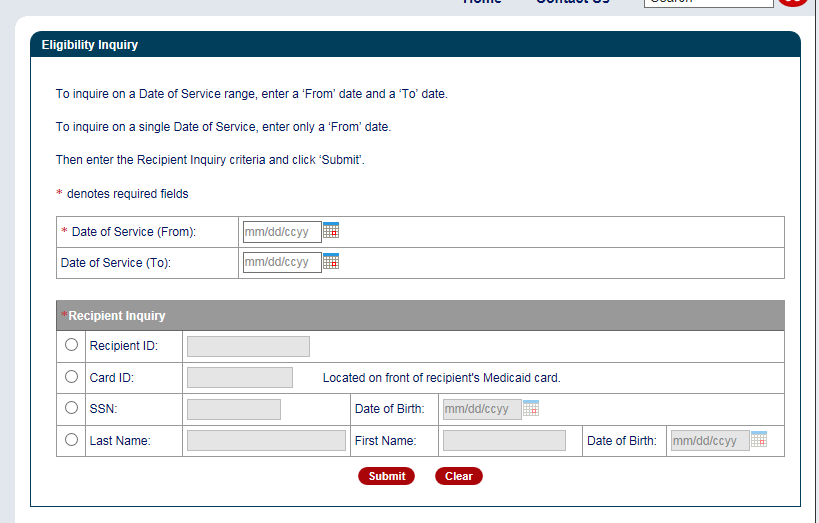 Home Contact Us Search
Eligibility Inquiry
To inquire on a Date of Service range, enter a ‘From’ date and a ‘To’ date.
To inquire on a single Date of Service, enter only a ‘From’ date.
Then enter the Recipient Inquiry criteria and click ‘Submit’.
* denotes required fields
* Date of Service (From): mm/dd/ccyy
Date of Service (To): mm/dd/ccyy
*Recipient Inquiry
Recipient ID:
Card ID: Located on front of recipient's Medicaid card.
SSN: Date of Birth: mm/dd/ccyy
Last Name: First Name: Date of Birth: mm/dd/ccyy
Submit Clear